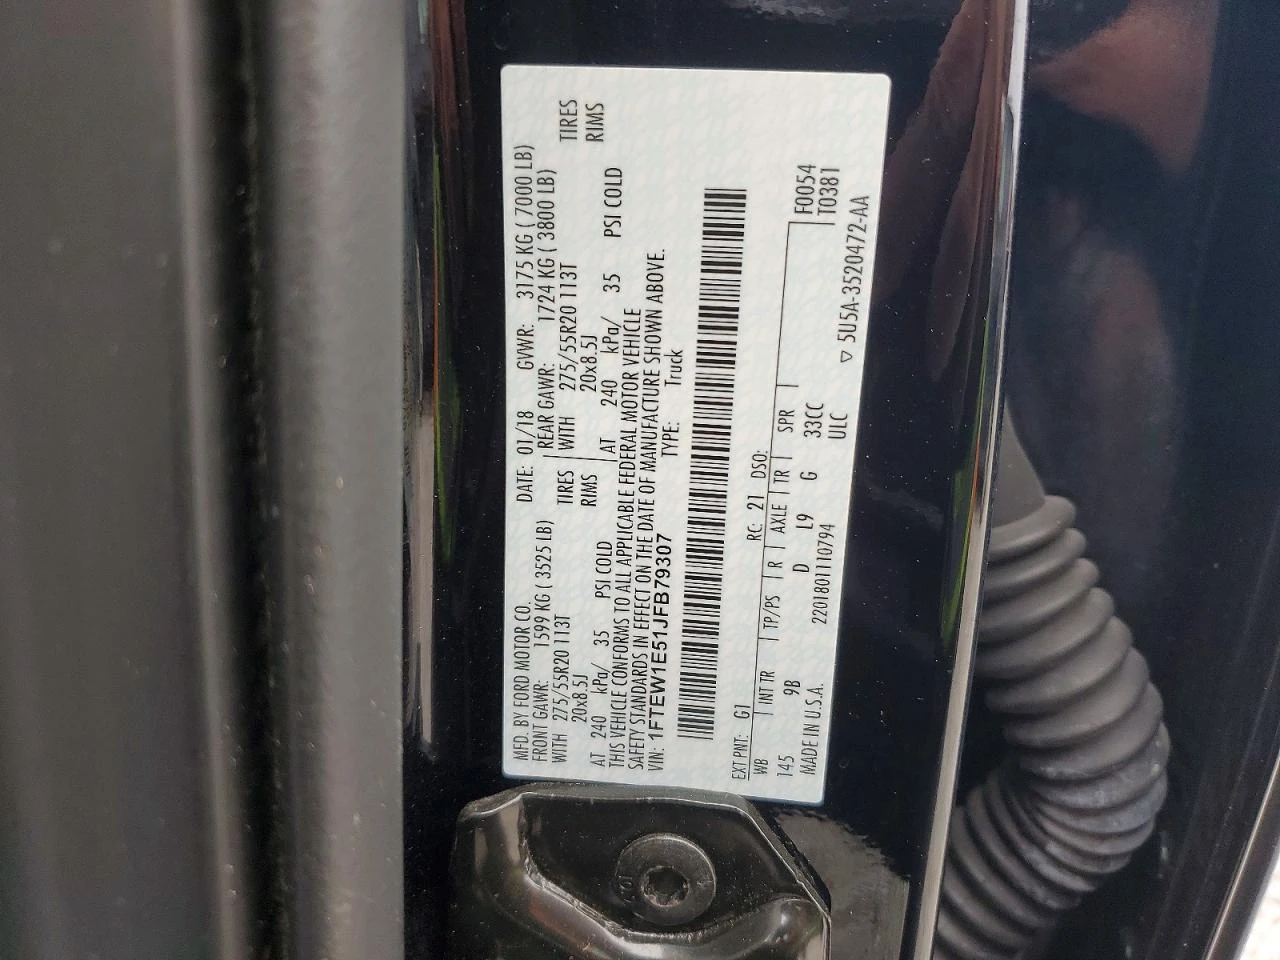 MFD. BY FORD MOTOR CO.
DATE: 01/18 GVWR: 3175 KG ( 7000 LB)
FRONT GAWR: 1599 KG ( 3525 LB) REAR GAWR: 1724 KG ( 3800 LB)
WITH 275/55R20 113T TIRES WITH 275/55R20 113T TIRES
20x8.5J RIMS 20x8.5J RIMS
AT 240 kPa/ 35 PSI COLD AT 240 kPa/ 35 PSI COLD
THIS VEHICLE CONFORMS TO ALL APPLICABLE FEDERAL MOTOR VEHICLE
SAFETY STANDARDS IN EFFECT ON THE DATE OF MANUFACTURE SHOWN ABOVE.
VIN: 1FTEW1E51JFB79307 TYPE: Truck
EXT PNT: G1 RC: 21 DSO: F0054
WB INT TR TP/PS R AXLE TR SPR T0381
145 9B D L9 G 33CC
MADE IN U.S.A. 2201801110794 ULC ▽ 5U5A-3520472-AA